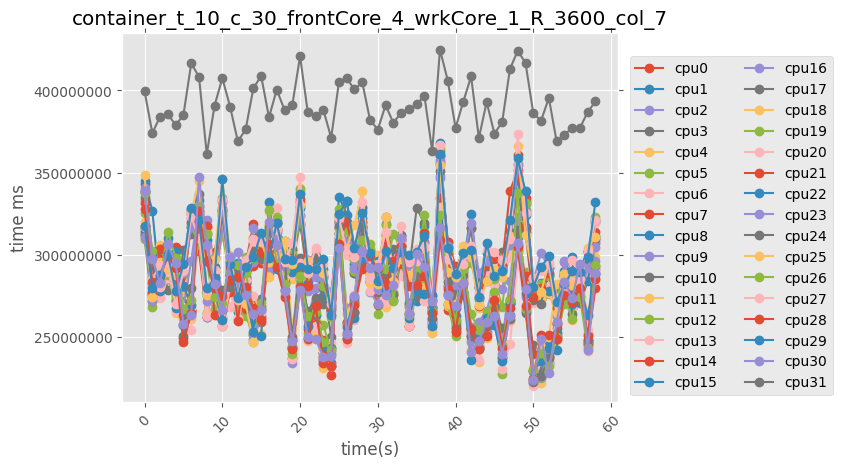 container_t_10_c_30_frontCore_4_wrkCore_1_R_3600_col_7
400000000
350000000
300000000
250000000
time ms
0
10
20
30
40
50
60
time(s)
cpu0
cpu1
cpu2
cpu3
cpu4
cpu5
cpu6
cpu7
cpu8
cpu9
cpu10
cpu11
cpu12
cpu13
cpu14
cpu15
cpu16
cpu17
cpu18
cpu19
cpu20
cpu21
cpu22
cpu23
cpu24
cpu25
cpu26
cpu27
cpu28
cpu29
cpu30
cpu31